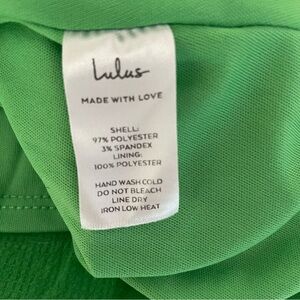 Lulus
MADE WITH LOVE
SHELL:
97% POLYESTER
3% SPANDEX
LINING:
100% POLYESTER
HAND WASH COLD
DO NOT BLEACH
LINE DRY
IRON LOW HEAT